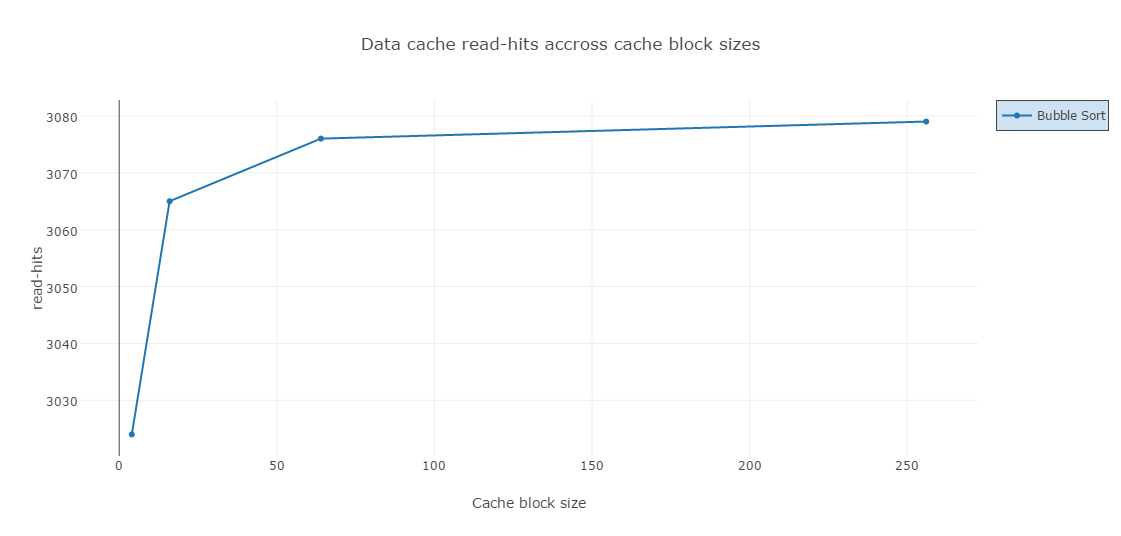 Data cache read-hits accross cache block sizes
Bubble Sort
read-hits
3080
3070
3060
3050
3040
3030
0 50 100 150 200 250
Cache block size